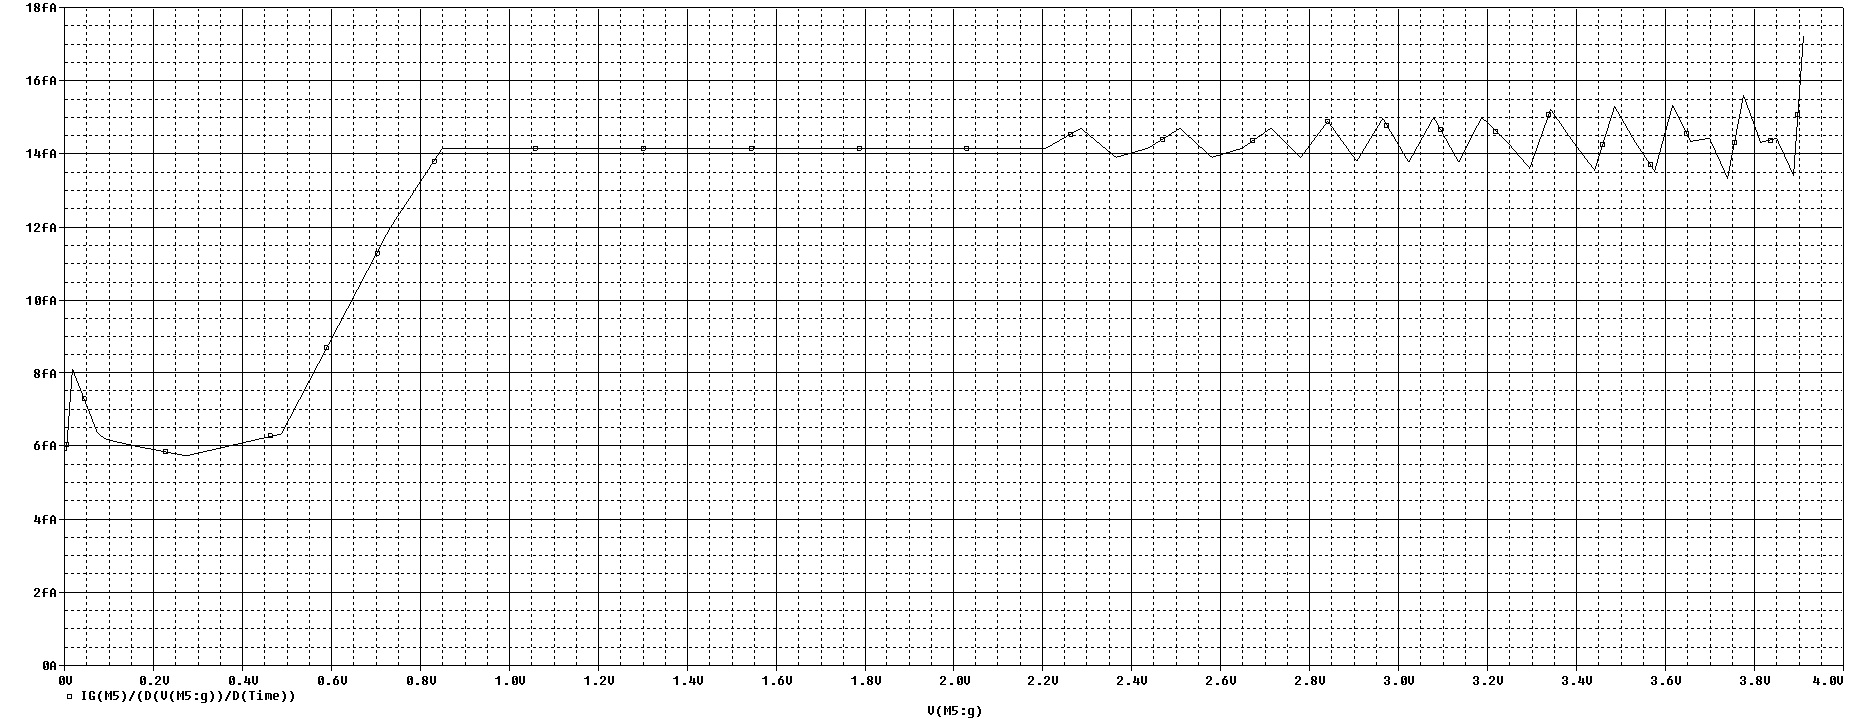 18fA
16fA
14fA
12fA
10fA
8fA
6fA
4fA
2fA
0A
0V 0.2V 0.4V 0.6V 0.8V 1.0V 1.2V 1.4V 1.6V 1.8V 2.0V 2.2V 2.4V 2.6V 2.8V 3.0V 3.2V 3.4V 3.6V 3.8V 4.0V
IG(M5)/(D(V(M5:g))/D(Time))
V(M5:g)